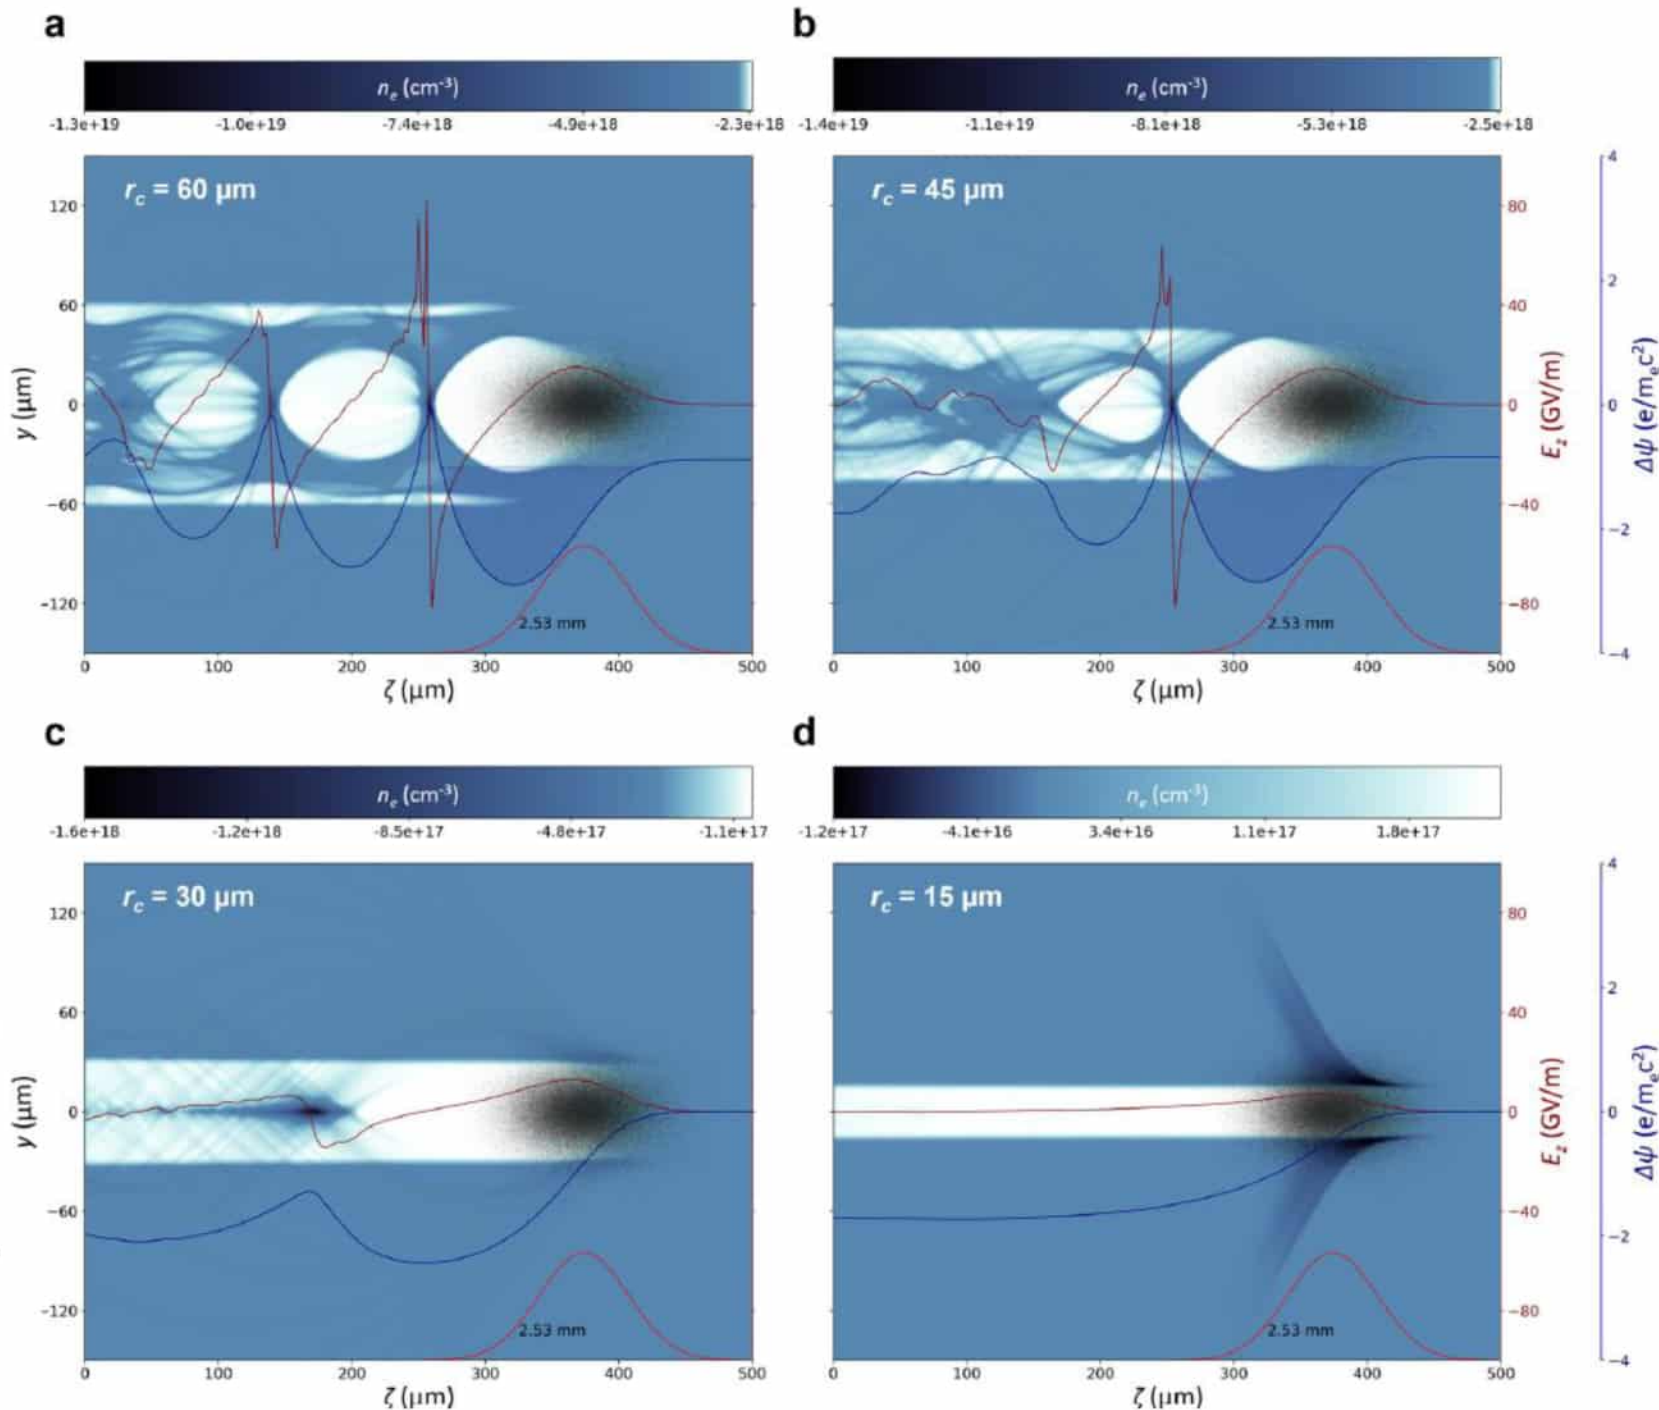 a
b
n_e (cm⁻³)
n_e (cm⁻³)
-1.3e+19 -1.0e+19 -7.4e+18 -4.9e+18 -2.3e+18
-1.4e+19 -1.1e+19 -8.1e+18 -5.3e+18 -2.5e+18
r_c = 60 μm
r_c = 45 μm
120
60
0
−60
−120
y (μm)
2.53 mm
2.53 mm
80
40
0
−40
−80
E_z (GV/m)
4
2
0
−2
−4
Δψ (e/m_ec²)
0 100 200 300 400 500
0 100 200 300 400 500
ζ (μm)
ζ (μm)
c
d
n_e (cm⁻³)
n_e (cm⁻³)
-1.6e+18 -1.2e+18 -8.5e+17 -4.8e+17 -1.1e+17
-1.2e+17 -4.1e+16 3.4e+16 1.1e+17 1.8e+17
r_c = 30 μm
r_c = 15 μm
120
60
0
−60
−120
y (μm)
2.53 mm
2.53 mm
80
40
0
−40
−80
E_z (GV/m)
4
2
0
−2
−4
Δψ (e/m_ec²)
0 100 200 300 400 500
0 100 200 300 400 500
ζ (μm)
ζ (μm)